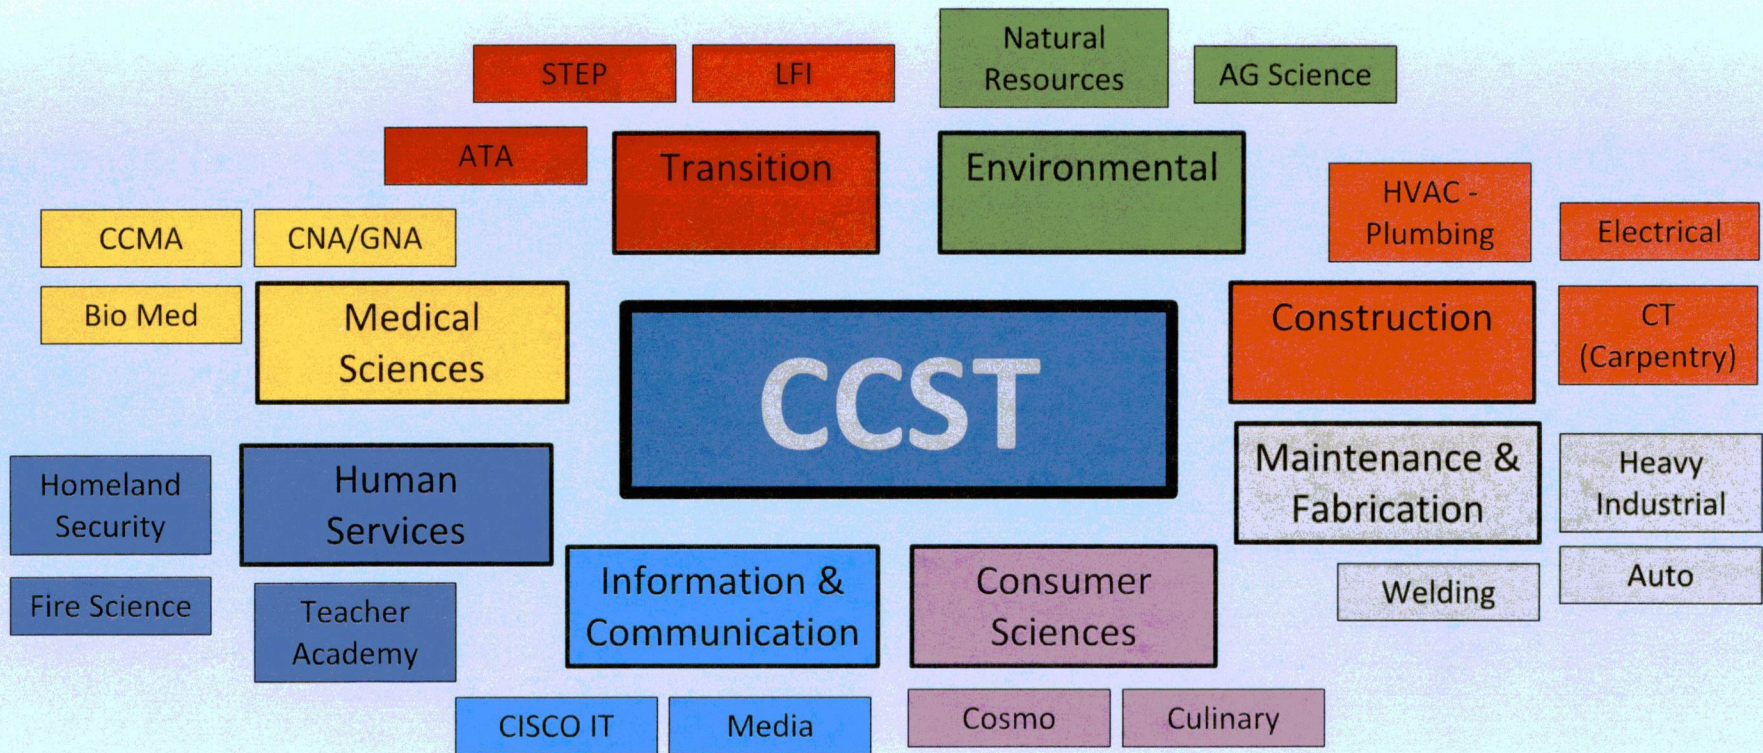 STEP
LFI
ATA
Transition
Natural
Resources
AG Science
Environmental
CCMA
CNA/GNA
Bio Med
Medical
Sciences
HVAC -
Plumbing
Electrical
Construction
CT
(Carpentry)
CCST
Homeland
Security
Human
Services
Fire Science
Teacher
Academy
Maintenance &
Fabrication
Heavy
Industrial
Welding
Auto
Information &
Communication
CISCO IT
Media
Consumer
Sciences
Cosmo
Culinary